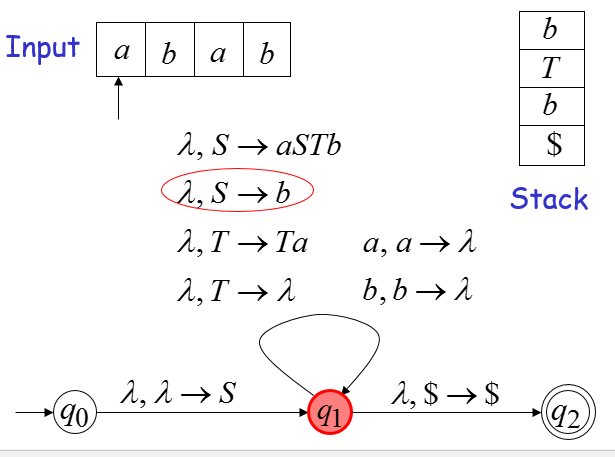 Input a b a b
b
T
b
$
Stack
λ, S → aSTb
λ, S → b
λ, T → Ta a, a → λ
λ, T → λ b, b → λ
q0 λ, λ → S q1 λ, $ → $ q2